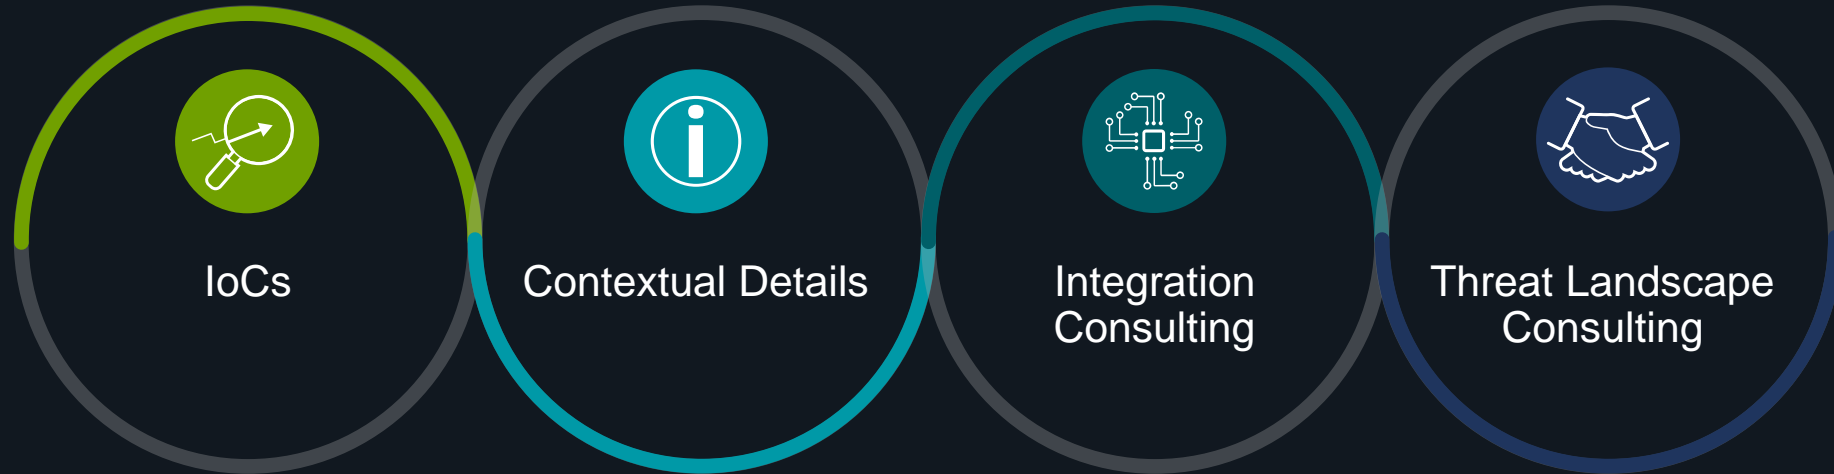 IoCs
Contextual Details
Integration
Consulting
Threat Landscape
Consulting